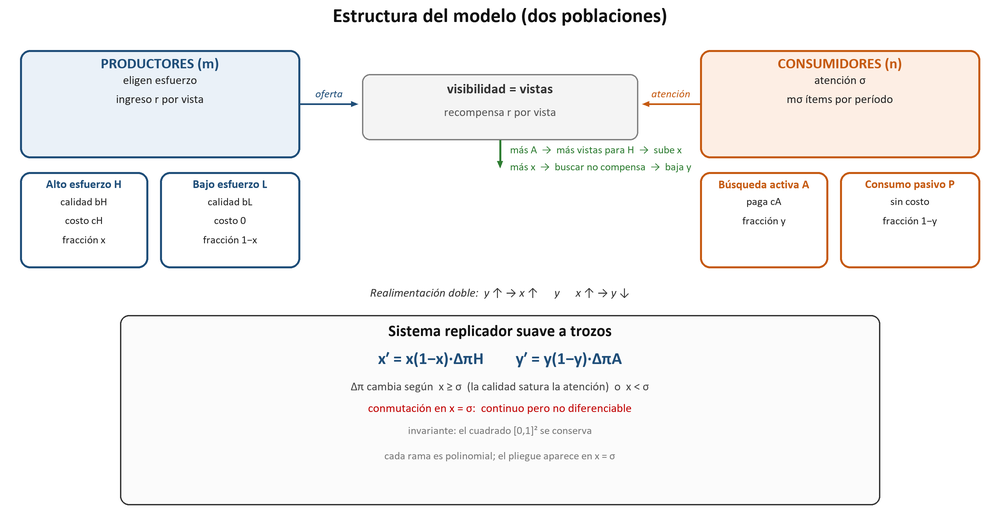 Estructura del modelo (dos poblaciones)
PRODUCTORES (m)
eligen esfuerzo
ingreso r por vista
oferta
visibilidad = vistas
recompensa r por vista
atención
CONSUMIDORES (n)
atención σ
mσ ítems por período
más A → más vistas para H → sube x
más x → buscar no compensa → baja y
Alto esfuerzo H
calidad bH
costo cH
fracción x
Bajo esfuerzo L
calidad bL
costo 0
fracción 1−x
Búsqueda activa A
paga cA
fracción y
Consumo pasivo P
sin costo
fracción 1−y
Realimentación doble: y ↑ → x ↑ y x ↑ → y ↓
Sistema replicador suave a trozos
x′ = x(1−x)·ΔπH y′ = y(1−y)·ΔπA
Δπ cambia según x ≥ σ (la calidad satura la atención) o x < σ
conmutación en x = σ: continuo pero no diferenciable
invariante: el cuadrado [0,1]² se conserva
cada rama es polinomial; el pliegue aparece en x = σ